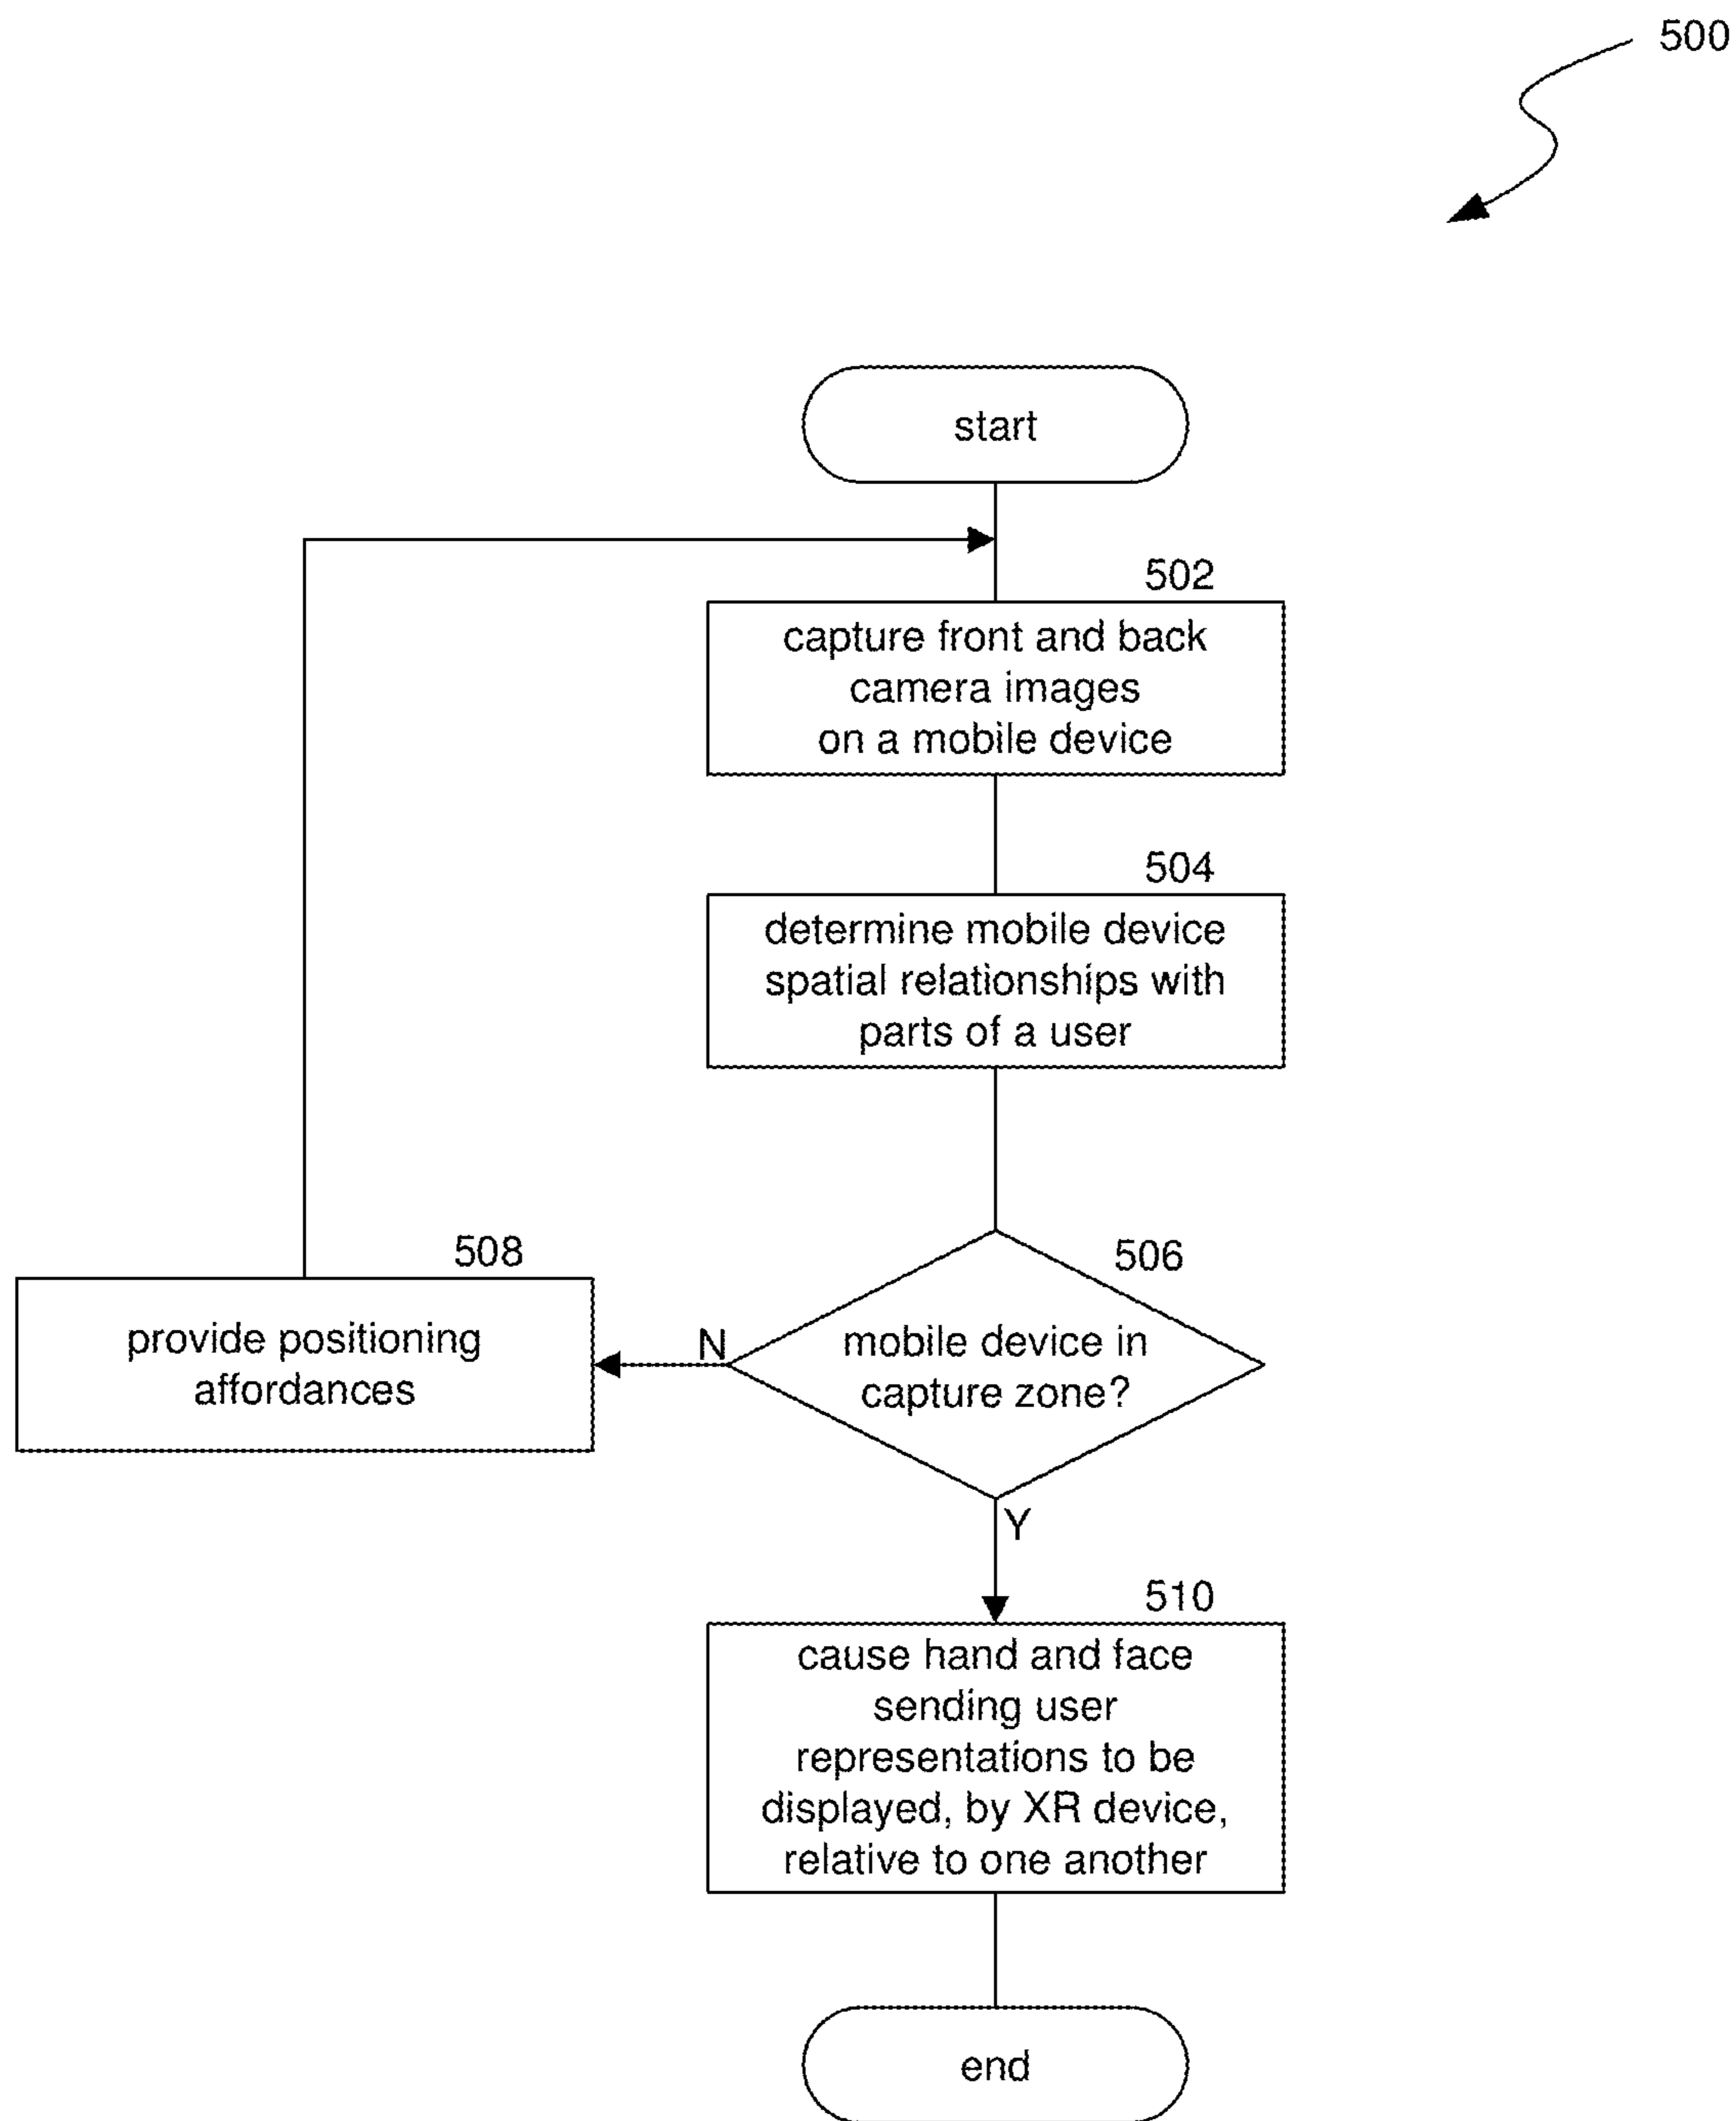 500
start
502
capture front and back
camera images
on a mobile device
504
determine mobile device
spatial relationships with
parts of a user
506
mobile device in
capture zone?
N
508
provide positioning
affordances
Y
510
cause hand and face
sending user
representations to be
displayed, by XR device,
relative to one another
end